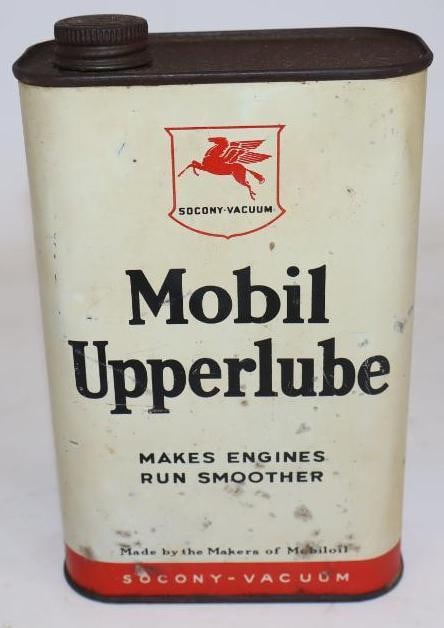 SOCONY-VACUUM
Mobil
Upperlube
MAKES ENGINES
RUN SMOOTHER
Made by the Makers of Mobiloil
SOCONY-VACUUM